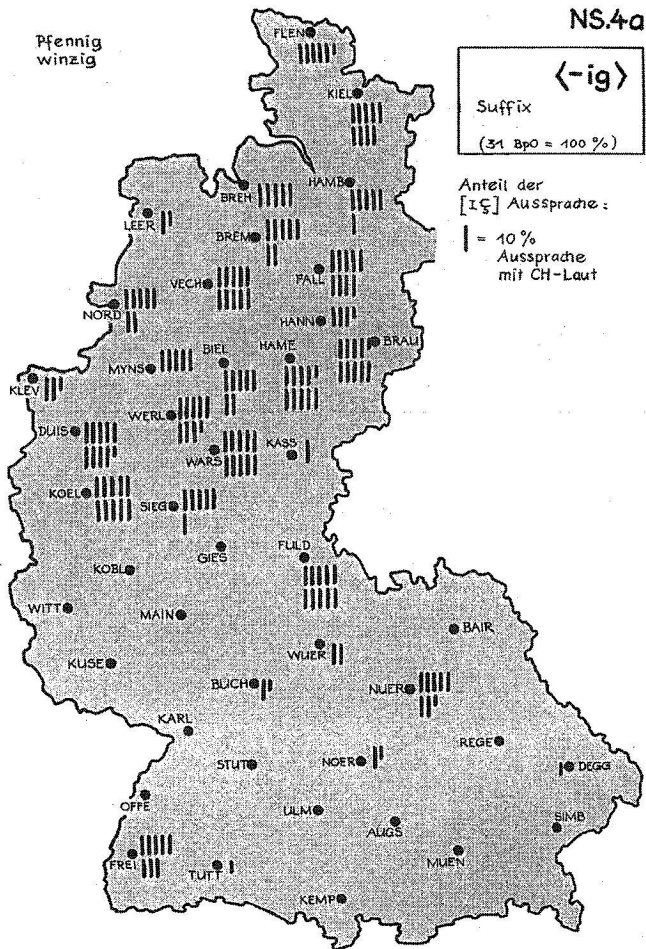 NS.4a
Pfennig
winzig
<-ig>
Suffix
(31 BpO = 100 %)
Anteil der
[Iç] Aussprache:
= 10 %
Aussprache
mit CH-Laut
FLEN
KIEL
BREH
HAMB
LEER
BREM
FALL
VECH
NORD
HANN
BRAU
MYNS
BIEL
HAME
KLEV
WERL
DUIS
WARS
KASS
KOEL
SIEG
GIES
FULD
KOBL
WITT
MAIN
BAIR
WUER
KUSE
BUCH
NUER
KARL
REGE
STUT
NOER
DEGG
OFFE
ULM
AUGS
SIMB
FREI
TUTT
MUEN
KEMP